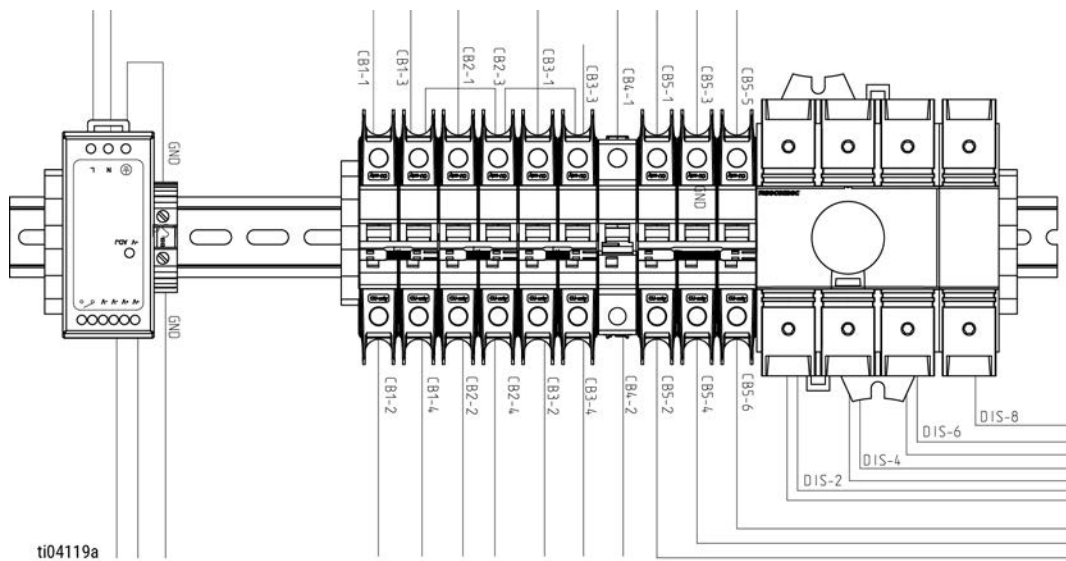 CB1-1
CB1-3
CB2-1
CB2-3
CB3-1
CB3-3
CB4-1
CB5-1
CB5-3
CB5-5
GND
L
N
GND
GND
CB1-2
CB1-4
CB2-2
CB2-4
CB3-2
CB3-4
CB4-2
CB5-2
CB5-4
CB5-6
DIS-8
DIS-6
DIS-4
DIS-2
ti04119a